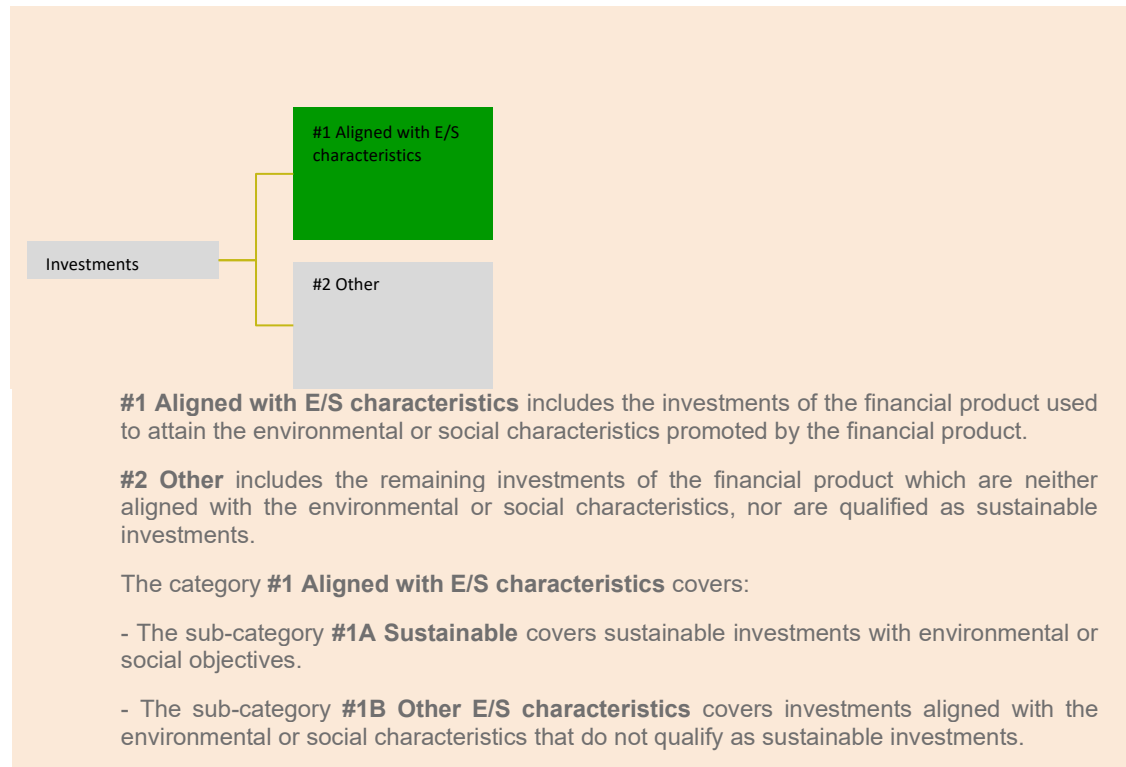 #1 Aligned with E/S
characteristics
Investments
#2 Other
#1 Aligned with E/S characteristics includes the investments of the financial product used
to attain the environmental or social characteristics promoted by the financial product.
#2 Other includes the remaining investments of the financial product which are neither
aligned with the environmental or social characteristics, nor are qualified as sustainable
investments.
The category #1 Aligned with E/S characteristics covers:
- The sub-category #1A Sustainable covers sustainable investments with environmental or
social objectives.
- The sub-category #1B Other E/S characteristics covers investments aligned with the
environmental or social characteristics that do not qualify as sustainable investments.